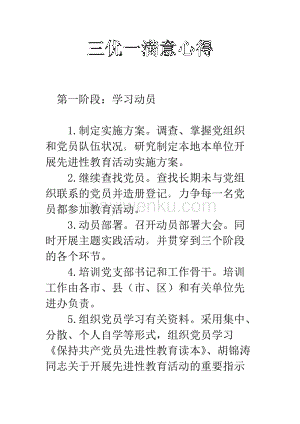 三优一满意心得
第一阶段：学习动员
1.制定实施方案。调查、掌握党组织
和党员队伍状况，研究制定本地本单位开
展先进性教育活动实施方案。
2.继续查找党员。查找长期未与党组
织联系的党员并造册登记，力争每一名党
员都参加教育活动。
3.动员部署。召开动员部署大会。同
时开展主题实践活动，并贯穿到三个阶段
的各个环节。
4.培训党支部书记和工作骨干。培训
工作由各市、县（市、区）和有关单位先
进办负责。
5.组织党员学习有关资料。采用集中、
分散、个人自学等形式，组织党员学习
《保持共产党员先进性教育读本》、胡锦涛
同志关于开展先进性教育活动的重要指示